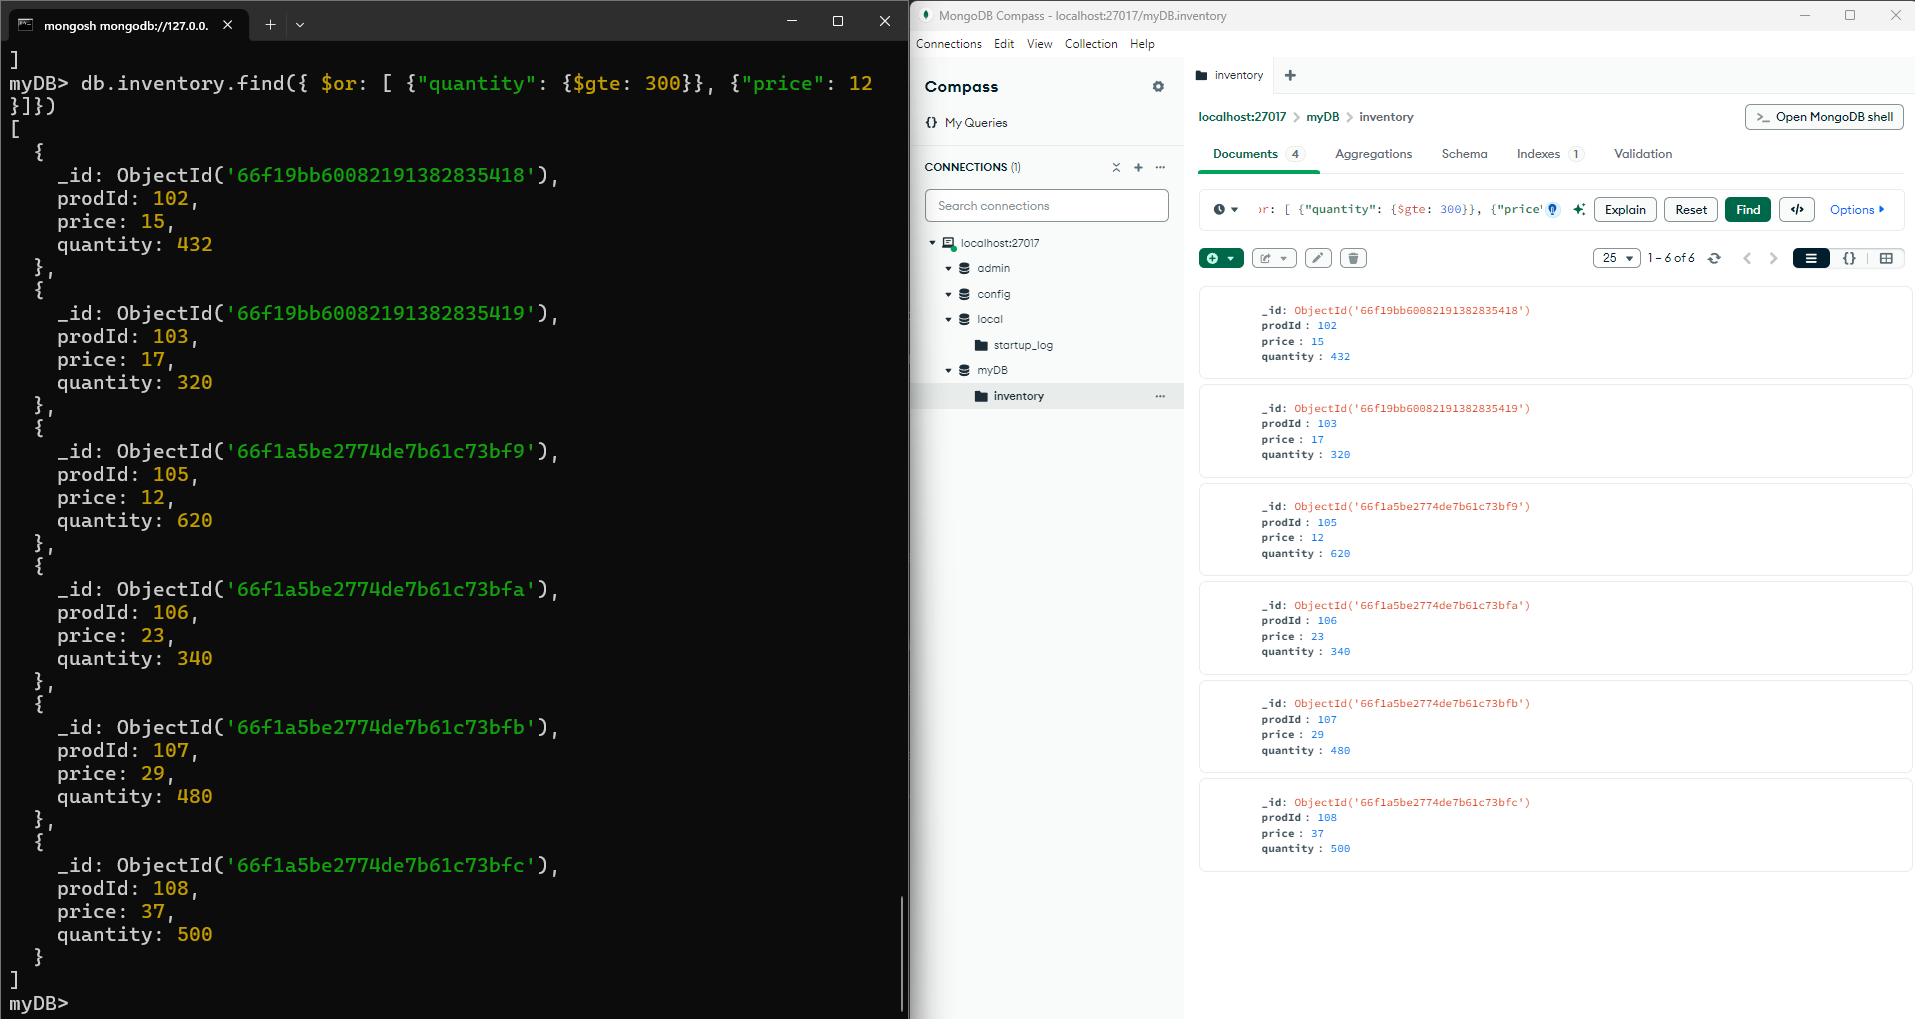 mongosh mongodb://127.0.0.
]
myDB> db.inventory.find({ $or: [ {"quantity": {$gte: 300}}, {"price": 12
}]})
[
  {
    _id: ObjectId('66f19bb60082191382835418'),
    prodId: 102,
    price: 15,
    quantity: 432
  },
  {
    _id: ObjectId('66f19bb60082191382835419'),
    prodId: 103,
    price: 17,
    quantity: 320
  },
  {
    _id: ObjectId('66f1a5be2774de7b61c73bf9'),
    prodId: 105,
    price: 12,
    quantity: 620
  },
  {
    _id: ObjectId('66f1a5be2774de7b61c73bfa'),
    prodId: 106,
    price: 23,
    quantity: 340
  },
  {
    _id: ObjectId('66f1a5be2774de7b61c73bfb'),
    prodId: 107,
    price: 29,
    quantity: 480
  },
  {
    _id: ObjectId('66f1a5be2774de7b61c73bfc'),
    prodId: 108,
    price: 37,
    quantity: 500
  }
]
myDB>
MongoDB Compass - localhost:27017/myDB.inventory
Connections Edit View Collection Help
Compass
{} My Queries
CONNECTIONS (1)
Search connections
localhost:27017
admin
config
local
startup_log
myDB
inventory
inventory
localhost:27017 > myDB > inventory
>_ Open MongoDB shell
Documents 4 Aggregations Schema Indexes 1 Validation
or: [ {"quantity": {$gte: 300}}, {"price" Explain Reset Find </> Options
25 1 – 6 of 6 {}
_id: ObjectId('66f19bb60082191382835418')
prodId : 102
price : 15
quantity : 432
_id: ObjectId('66f19bb60082191382835419')
prodId : 103
price : 17
quantity : 320
_id: ObjectId('66f1a5be2774de7b61c73bf9')
prodId : 105
price : 12
quantity : 620
_id: ObjectId('66f1a5be2774de7b61c73bfa')
prodId : 106
price : 23
quantity : 340
_id: ObjectId('66f1a5be2774de7b61c73bfb')
prodId : 107
price : 29
quantity : 480
_id: ObjectId('66f1a5be2774de7b61c73bfc')
prodId : 108
price : 37
quantity : 500